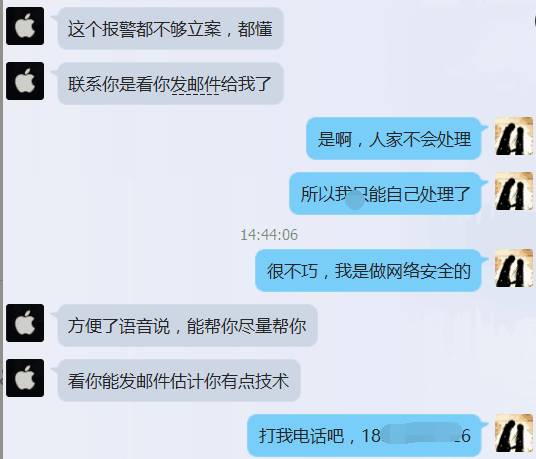 这个报警都不够立案，都懂
联系你是看你发邮件给我了
是啊，人家不会处理
所以我只能自己处理了
14:44:06
很不巧，我是做网络安全的
方便了语音说，能帮你尽量帮你
看你能发邮件估计你有点技术
打我电话吧，18 26